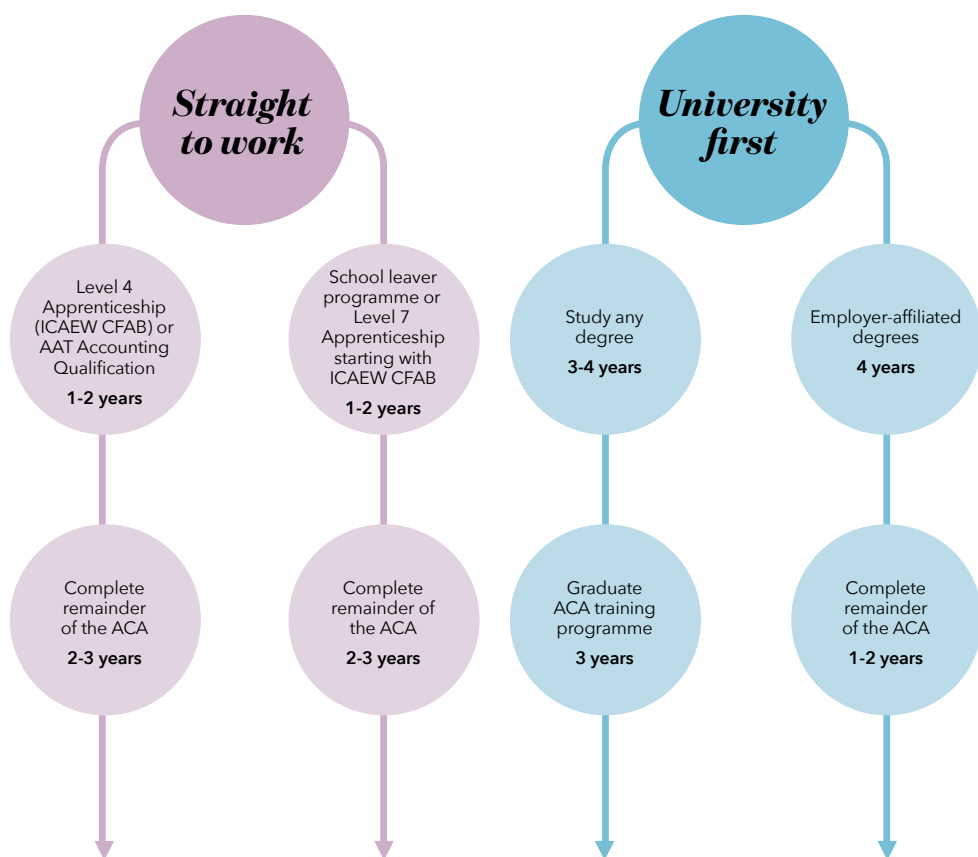 Straight
to work
University
first
Level 4
Apprenticeship
(ICAEW CFAB) or
AAT Accounting
Qualification
1-2 years
School leaver
programme or
Level 7
Apprenticeship
starting with
ICAEW CFAB
1-2 years
Study any
degree
3-4 years
Employer-affiliated
degrees
4 years
Complete
remainder
of the ACA
2-3 years
Complete
remainder of
the ACA
2-3 years
Graduate
ACA training
programme
3 years
Complete
remainder
of the ACA
1-2 years